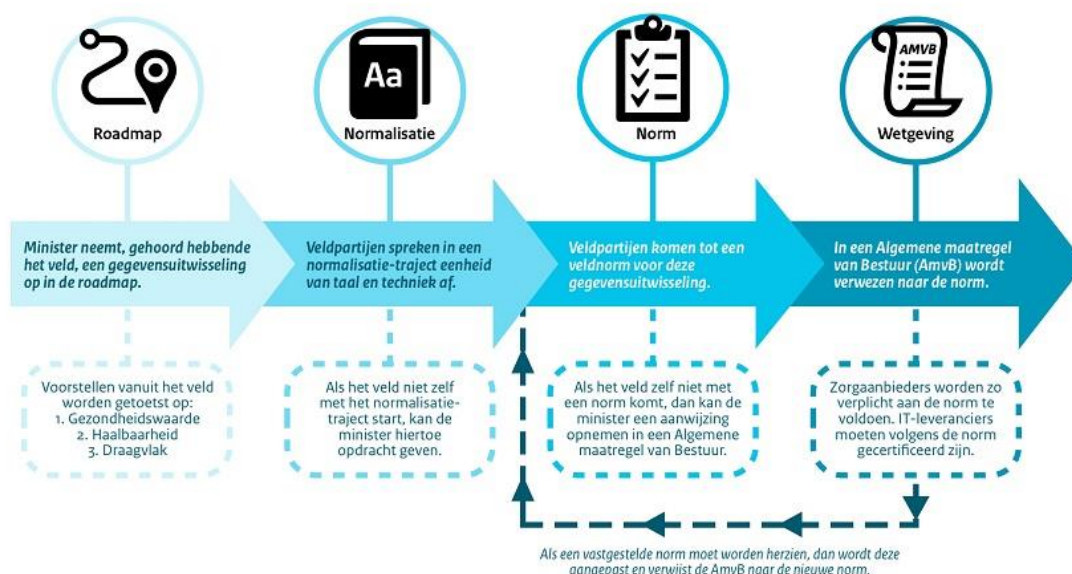 Roadmap
Aa
Normalisatie
Norm
AMVB
Wetgeving
Minister neemt, gehoord hebbende
het veld, een gegevensuitwisseling
op in de roadmap.
Veldpartijen spreken in een
normalisatie-traject eenheid
van taal en techniek af.
Veldpartijen komen tot een
veldnorm voor deze
gegevensuitwisseling.
In een Algemene maatregel
van Bestuur (AmvB) wordt
verwezen naar de norm.
Voorstellen vanuit het veld
worden getoetst op:
1. Gezondheidswaarde
2. Haalbaarheid
3. Draagvlak
Als het veld niet zelf
met het normalisatie-
traject start, kan de
minister hiertoe
opdracht geven.
Als het veld zelf niet met
een norm komt, dan kan de
minister een aanwijzing
opnemen in een Algemene
maatregel van Bestuur.
Zorgaanbieders worden zo
verplicht aan de norm te
voldoen. IT-leveranciers
moeten volgens de norm
gecertificeerd zijn.
Als een vastgestelde norm moet worden herzien, dan wordt deze
aangepast en verwijst de AmvB naar de nieuwe norm.